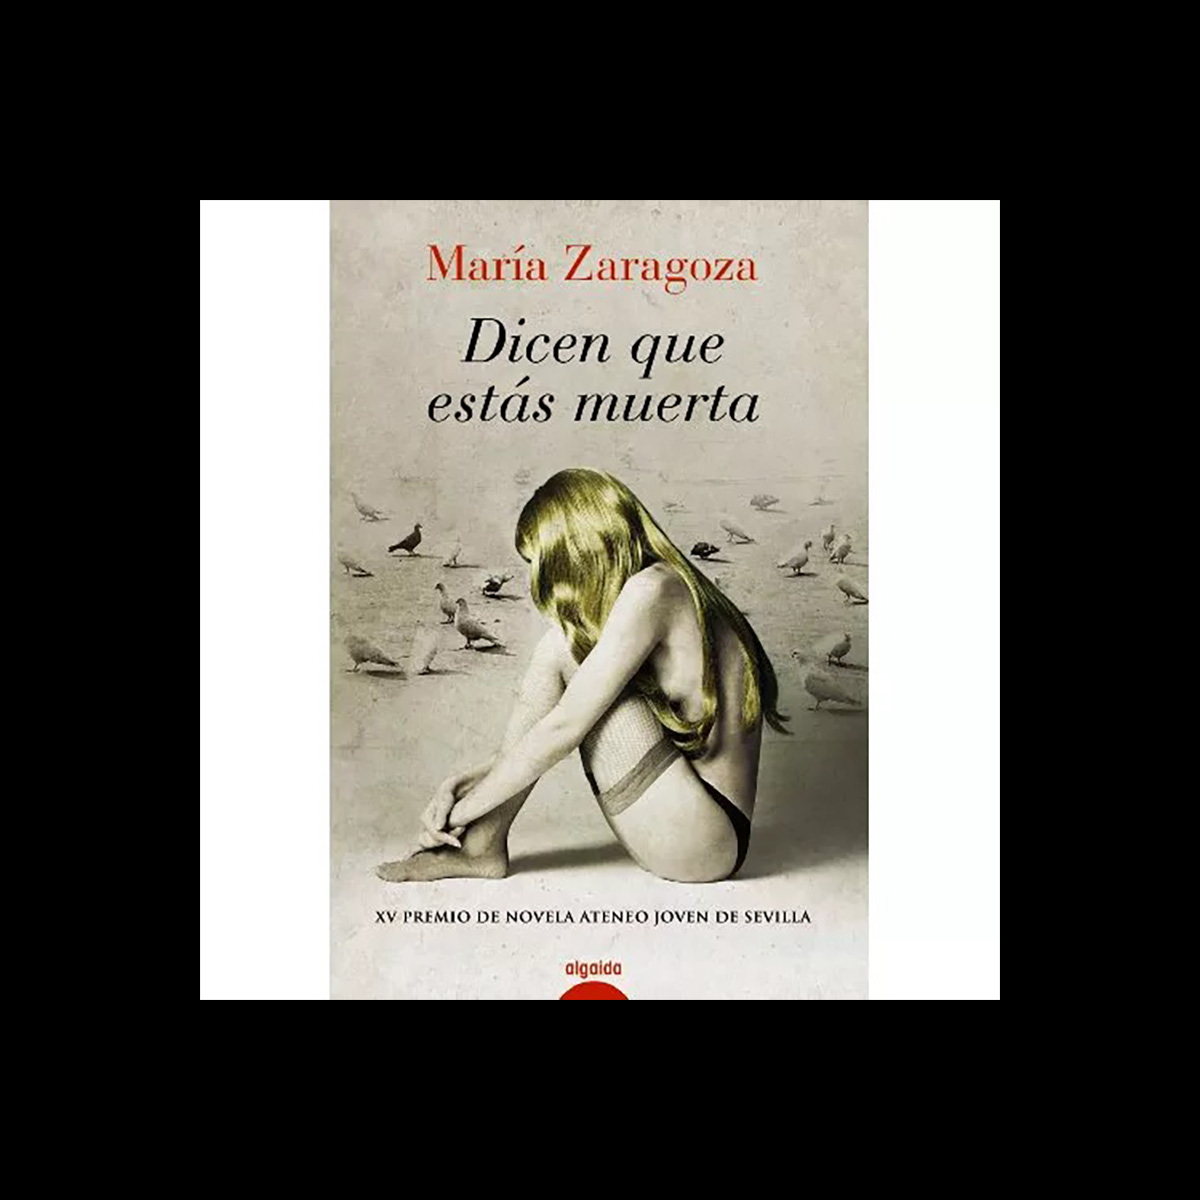 María Zaragoza
Dicen que
estás muerta
XV PREMIO DE NOVELA ATENEO JOVEN DE SEVILLA
algaida